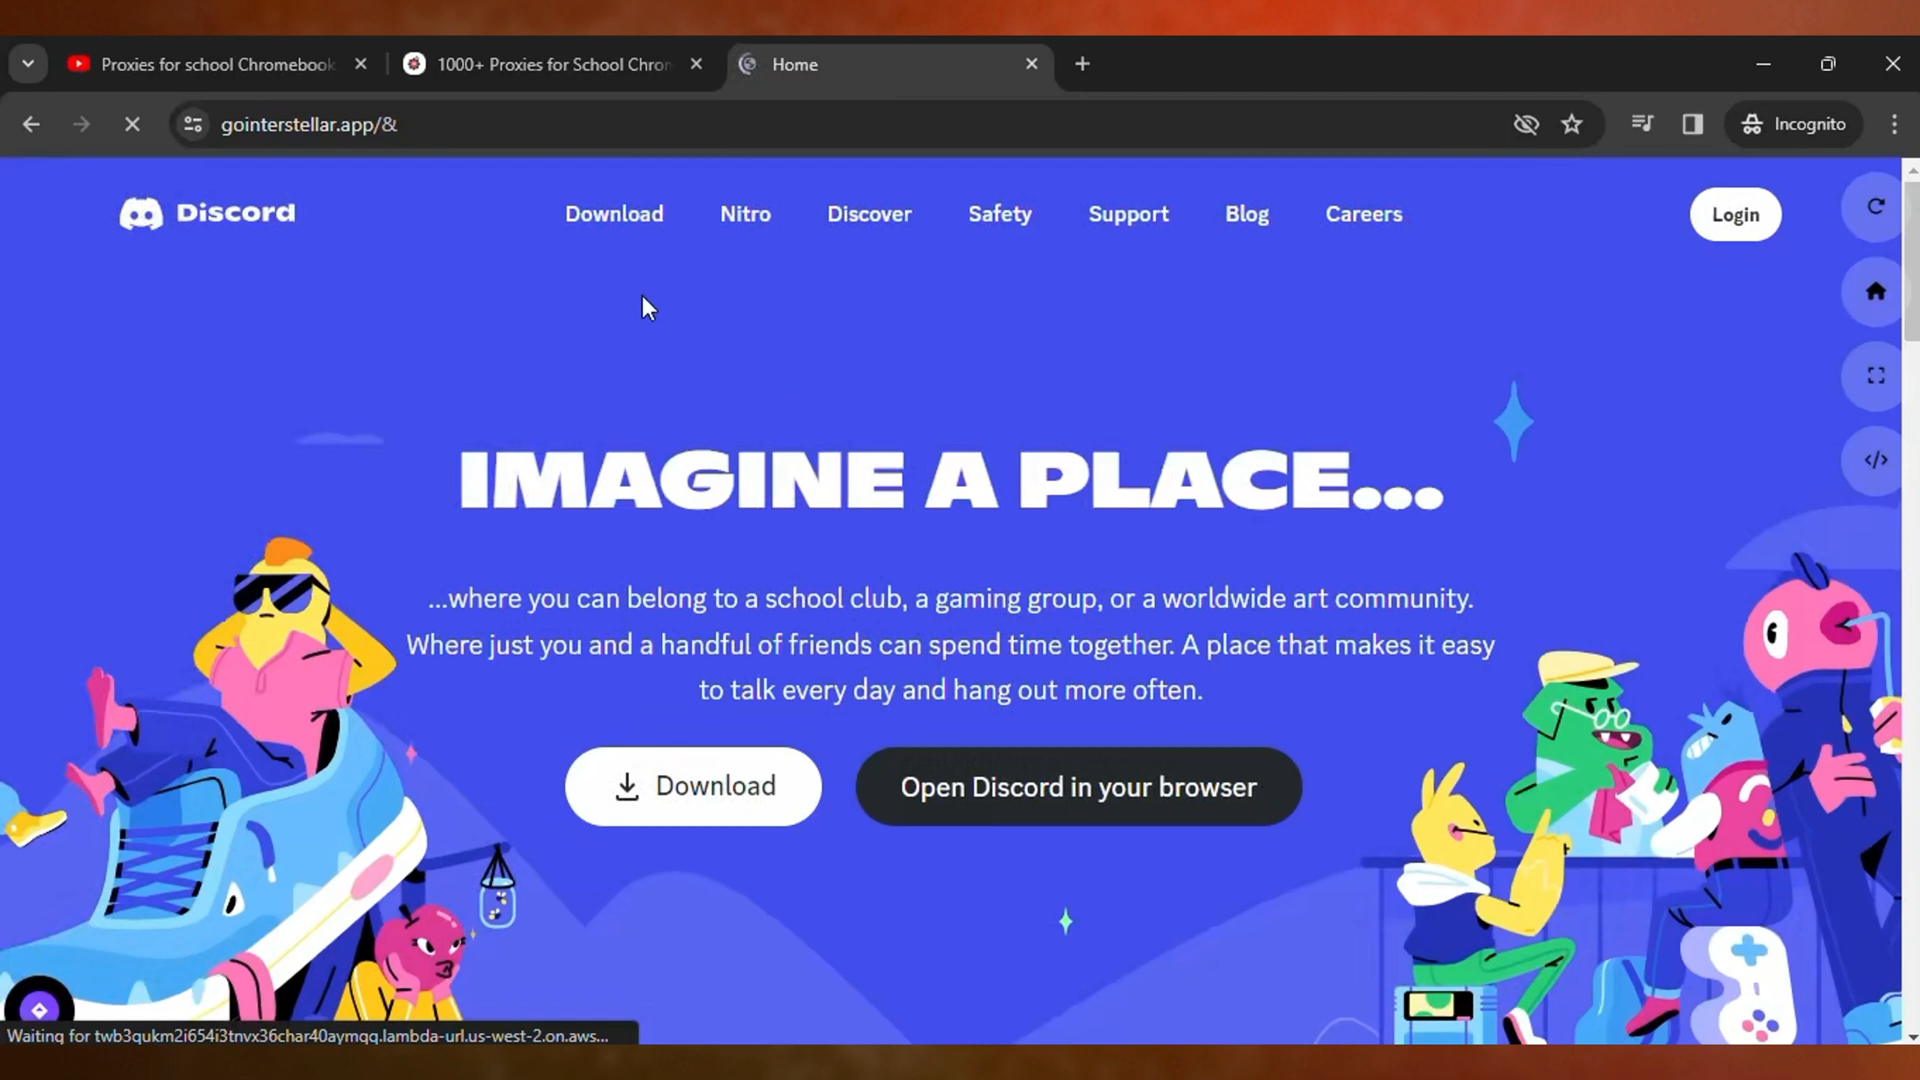 Proxies for school Chromebook
1000+ Proxies for School Chron
Home
gointerstellar.app/&
Incognito
Discord
Download
Nitro
Discover
Safety
Support
Blog
Careers
Login
IMAGINE A PLACE...
...where you can belong to a school club, a gaming group, or a worldwide art community.
Where just you and a handful of friends can spend time together. A place that makes it easy
to talk every day and hang out more often.
Download
Open Discord in your browser
Waiting for twb3qukm2i654i3tnvx36char40aymqq.lambda-url.us-west-2.on.aws...